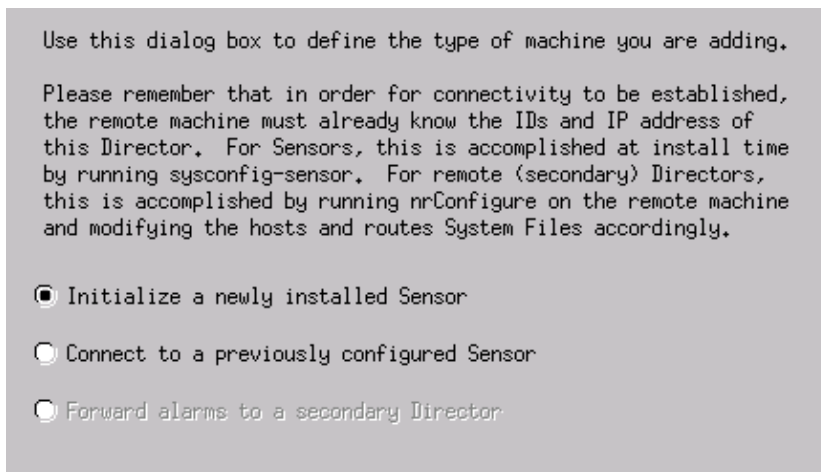 Use this dialog box to define the type of machine you are adding.
Please remember that in order for connectivity to be established,
the remote machine must already know the IDs and IP address of
this Director. For Sensors, this is accomplished at install time
by running sysconfig-sensor. For remote (secondary) Directors,
this is accomplished by running nrConfigure on the remote machine
and modifying the hosts and routes System Files accordingly.
Initialize a newly installed Sensor
Connect to a previously configured Sensor
Forward alarms to a secondary Director